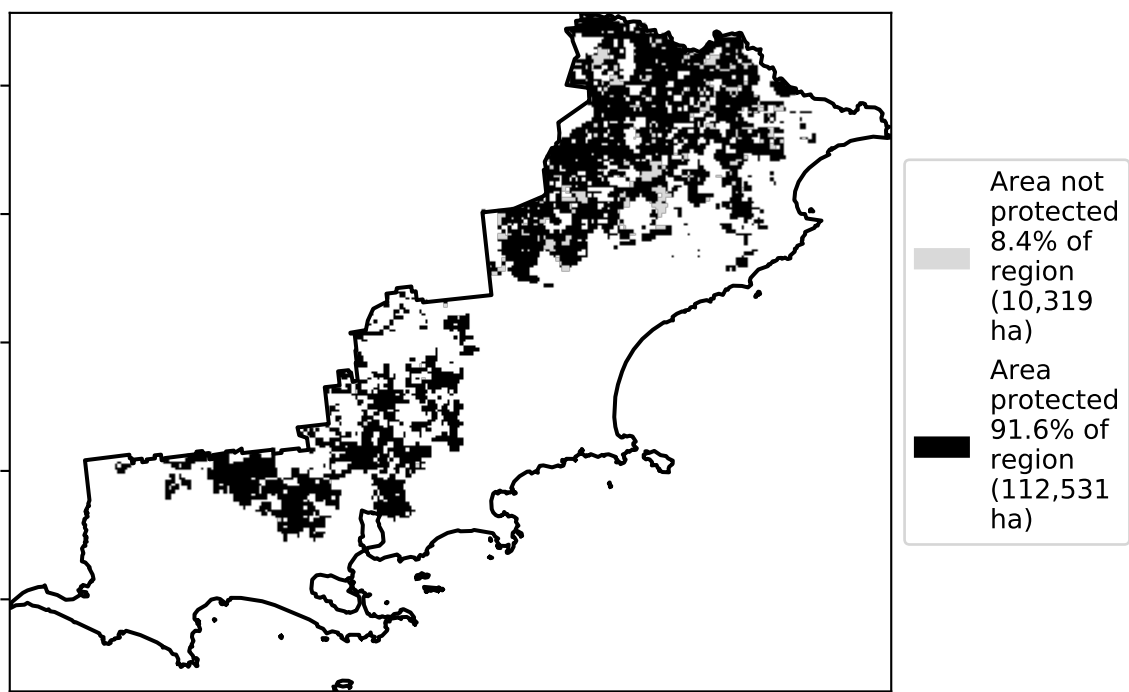 Area not
protected
8.4% of
region
(10,319
ha)
Area
protected
91.6% of
region
(112,531
ha)